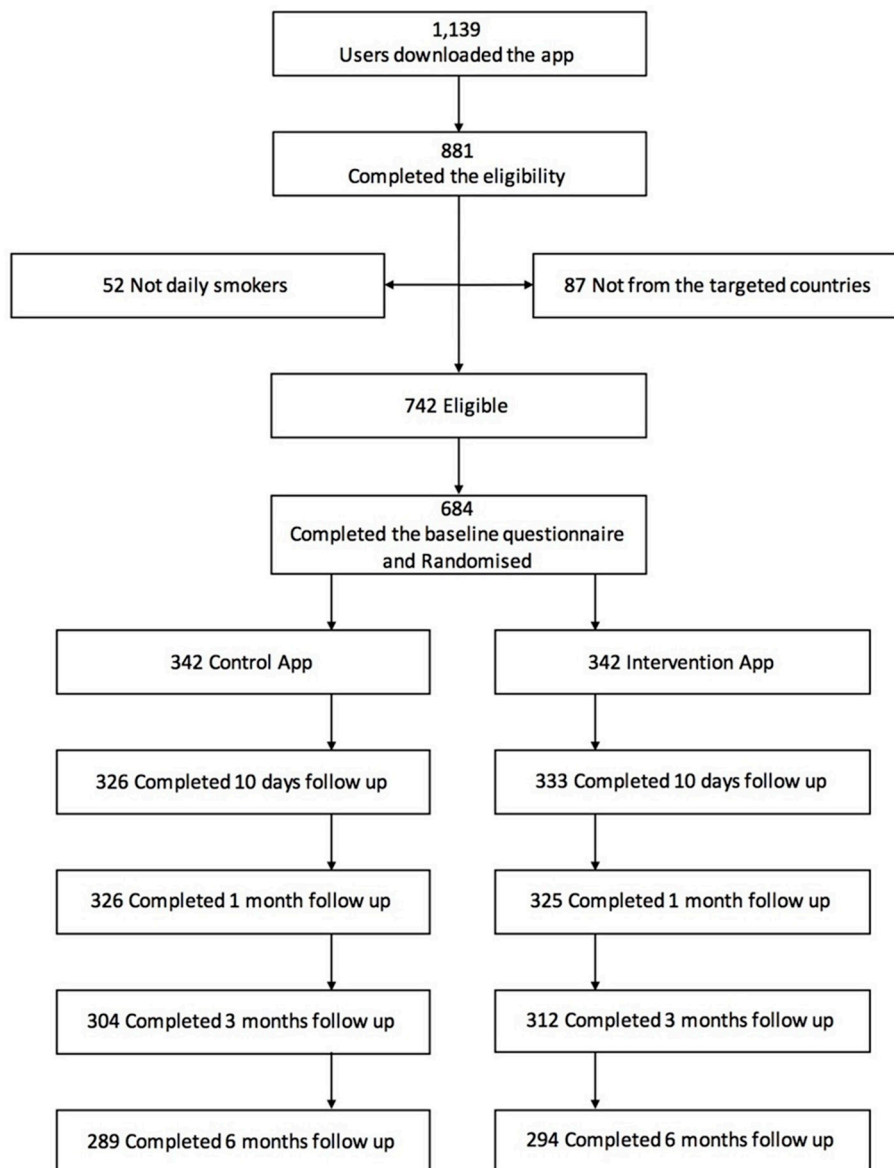 1,139
Users downloaded the app
881
Completed the eligibility
52 Not daily smokers
87 Not from the targeted countries
742 Eligible
684
Completed the baseline questionnaire
and Randomised
342 Control App
342 Intervention App
326 Completed 10 days follow up
333 Completed 10 days follow up
326 Completed 1 month follow up
325 Completed 1 month follow up
304 Completed 3 months follow up
312 Completed 3 months follow up
289 Completed 6 months follow up
294 Completed 6 months follow up